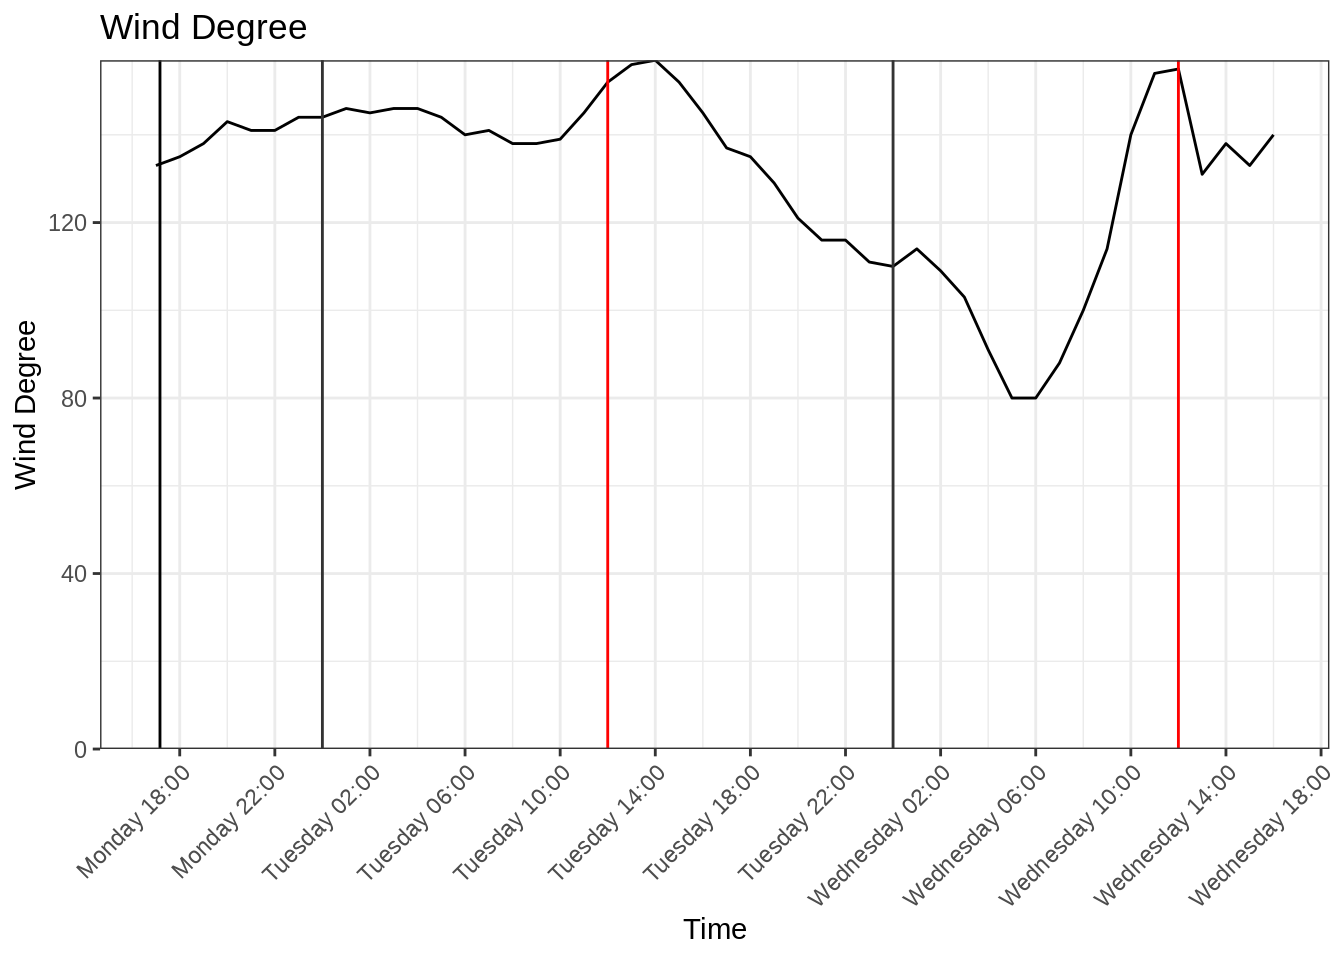 Wind Degree
Wind Degree
120
80
40
0
Monday 18:00
Monday 22:00
Tuesday 02:00
Tuesday 06:00
Tuesday 10:00
Tuesday 14:00
Tuesday 18:00
Tuesday 22:00
Wednesday 02:00
Wednesday 06:00
Wednesday 10:00
Wednesday 14:00
Wednesday 18:00
Time